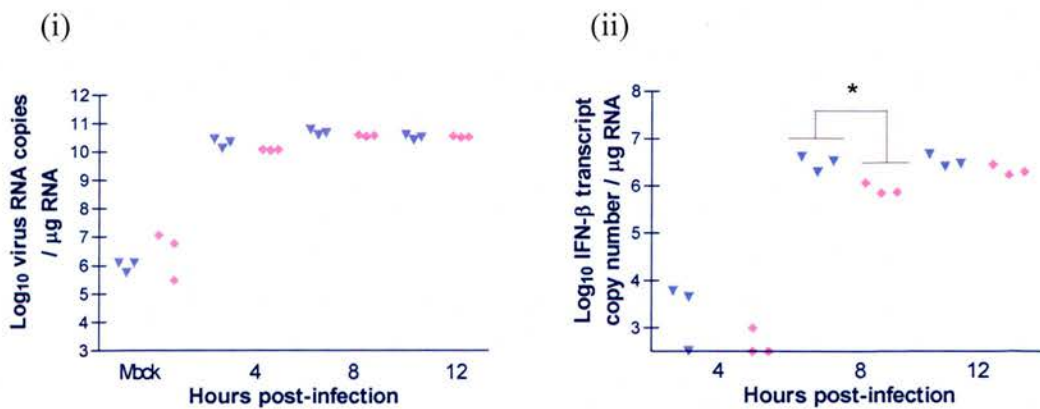 (i)
Log10 virus RNA copies
/ μg RNA
12
11
10
9
8
7
6
5
4
3
Mock 4 8 12
Hours post-infection
(ii)
Log10 IFN-β transcript
copy number / μg RNA
8
7
6
5
4
3
*
4 8 12
Hours post-infection